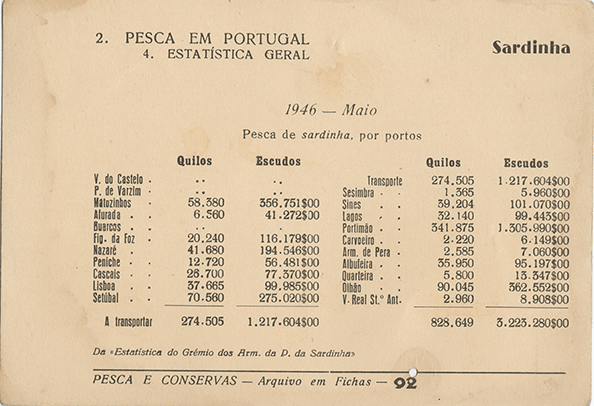 2. PESCA EM PORTUGAL
4. ESTATÍSTICA GERAL
Sardinha
1946 — Maio
Pesca de sardinha, por portos
Quilos Escudos
V. do Castelo · .. ..
P. de Varzim · .. ..
Matozinhos · 58.380 356.751$00
Afurada · · 6.360 41.272$00
Buarcos · · .. ..
Fig. da Foz · 20.240 116.179$00
Nazaré · · 41.680 194.546$00
Peniche · · 12.720 56.481$00
Cascais · · 26.700 77.370$00
Lisboa · · 37.665 99.985$00
Setúbal · · 70.560 275.020$00
A transportar 274.505 1.217.604$00
Quilos Escudos
Transporte 274.505 1.217.604$00
Sesimbra · · 1.365 5.960$00
Sines · · 39.204 101.070$00
Lagos · · 32.140 99.443$00
Portimão · · 341.875 1.305.990$00
Carvoeiro · · 2.220 6.149$00
Arm. de Pera · 2.585 7.060$00
Albufeira · · 35.950 95.197$00
Quarteira · · 5.800 13.347$00
Olhão · · 90.045 362.552$00
V. Real St.º Ant. 2.960 8.908$00
828.649 3.223.280$00
Da «Estatística do Grémio dos Arm. da P. da Sardinha»
PESCA E CONSERVAS — Arquivo em Fichas — 92